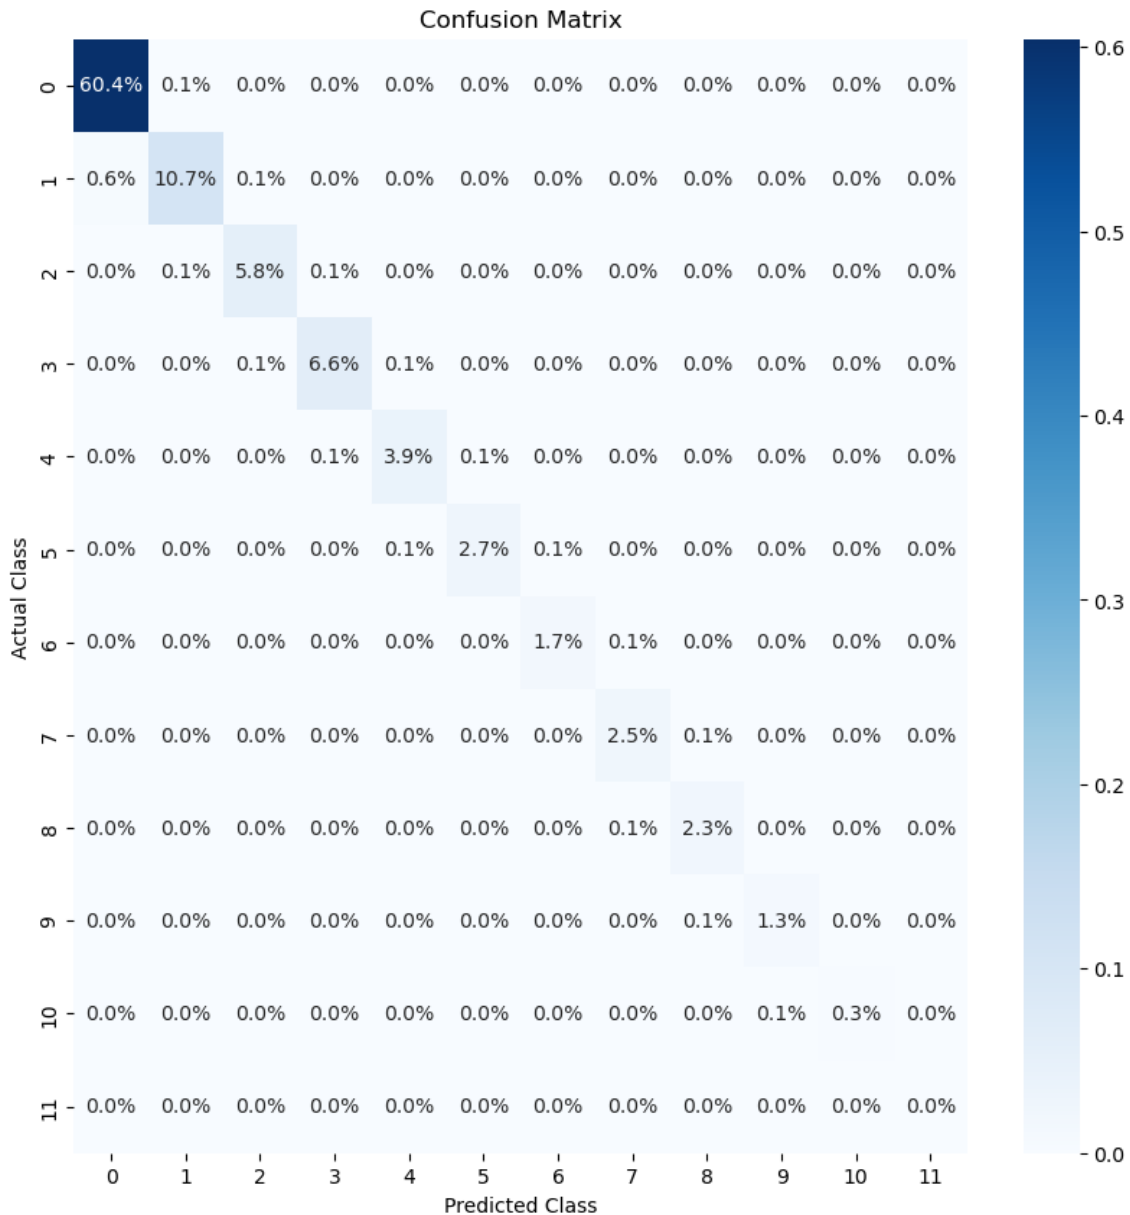 Confusion Matrix
0 60.4% 0.1% 0.0% 0.0% 0.0% 0.0% 0.0% 0.0% 0.0% 0.0% 0.0% 0.0%
1 0.6% 10.7% 0.1% 0.0% 0.0% 0.0% 0.0% 0.0% 0.0% 0.0% 0.0% 0.0%
2 0.0% 0.1% 5.8% 0.1% 0.0% 0.0% 0.0% 0.0% 0.0% 0.0% 0.0% 0.0%
3 0.0% 0.0% 0.1% 6.6% 0.1% 0.0% 0.0% 0.0% 0.0% 0.0% 0.0% 0.0%
4 0.0% 0.0% 0.0% 0.1% 3.9% 0.1% 0.0% 0.0% 0.0% 0.0% 0.0% 0.0%
5 0.0% 0.0% 0.0% 0.0% 0.1% 2.7% 0.1% 0.0% 0.0% 0.0% 0.0% 0.0%
6 0.0% 0.0% 0.0% 0.0% 0.0% 0.0% 1.7% 0.1% 0.0% 0.0% 0.0% 0.0%
7 0.0% 0.0% 0.0% 0.0% 0.0% 0.0% 0.0% 2.5% 0.1% 0.0% 0.0% 0.0%
8 0.0% 0.0% 0.0% 0.0% 0.0% 0.0% 0.0% 0.1% 2.3% 0.0% 0.0% 0.0%
9 0.0% 0.0% 0.0% 0.0% 0.0% 0.0% 0.0% 0.0% 0.1% 1.3% 0.0% 0.0%
10 0.0% 0.0% 0.0% 0.0% 0.0% 0.0% 0.0% 0.0% 0.0% 0.1% 0.3% 0.0%
11 0.0% 0.0% 0.0% 0.0% 0.0% 0.0% 0.0% 0.0% 0.0% 0.0% 0.0% 0.0%
0 1 2 3 4 5 6 7 8 9 10 11
Predicted Class
Actual Class
0.6
0.5
0.4
0.3
0.2
0.1
0.0